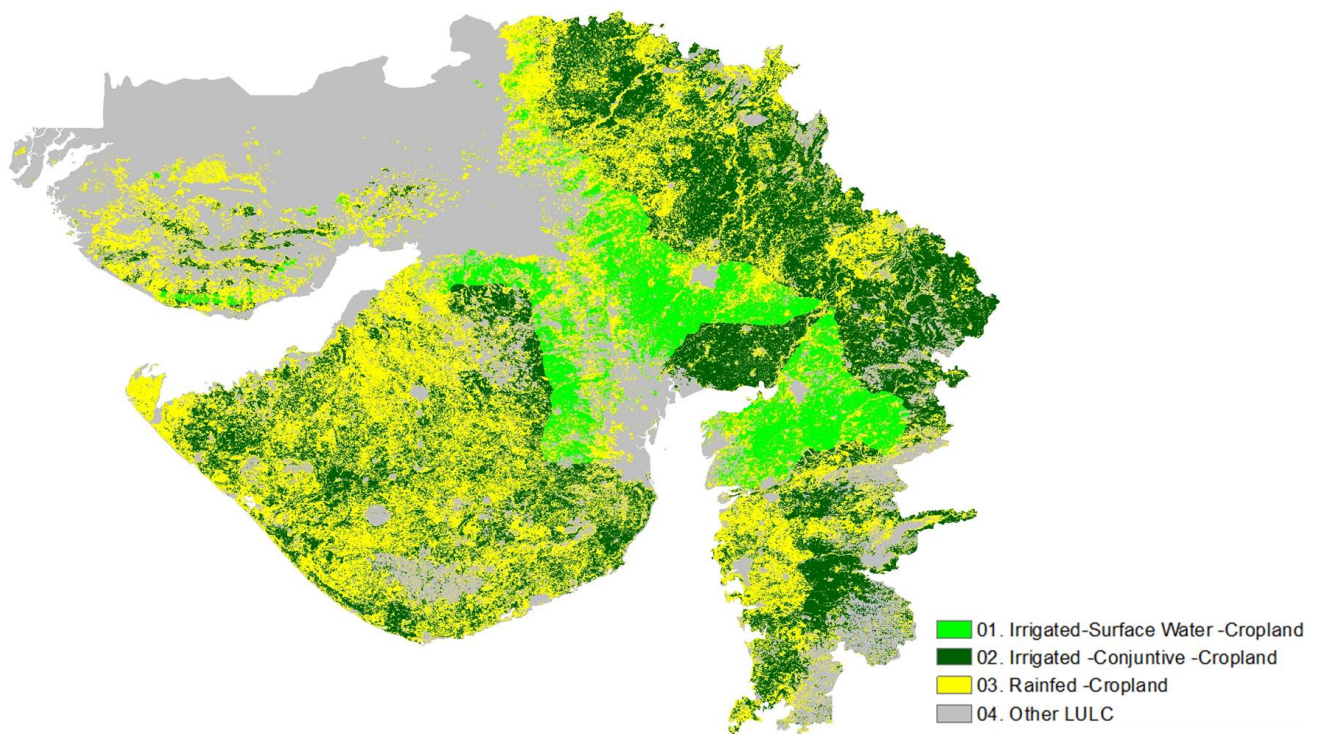 01. Irrigated-Surface Water -Cropland
02. Irrigated -Conjuntive -Cropland
03. Rainfed -Cropland
04. Other LULC